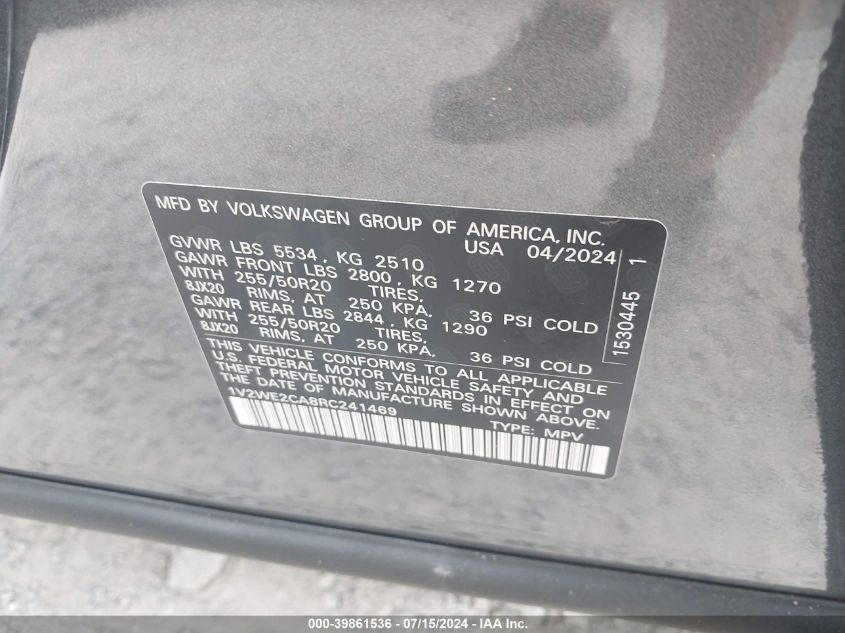 MFD BY VOLKSWAGEN GROUP OF AMERICA, INC.
USA 04/2024
GVWR LBS 5534, KG 2510
GAWR FRONT LBS 2800, KG 1270
WITH 255/50R20 TIRES,
8JX20 RIMS, AT 250 KPA, 36 PSI COLD
GAWR REAR LBS 2844, KG 1290
WITH 255/50R20 TIRES,
8JX20 RIMS, AT 250 KPA, 36 PSI COLD
THIS VEHICLE CONFORMS TO ALL APPLICABLE
U.S. FEDERAL MOTOR VEHICLE SAFETY AND
THEFT PREVENTION STANDARDS IN EFFECT ON
THE DATE OF MANUFACTURE SHOWN ABOVE.
1V2WE2CA8RC241469
TYPE: MPV
1530445 1
000-39861536 - 07/15/2024 - IAA Inc.